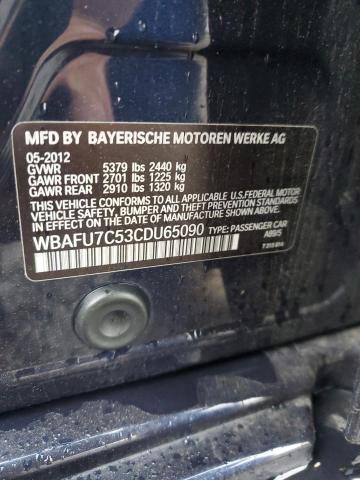 MFD BY BAYERISCHE MOTOREN WERKE AG
05-2012
GVWR 5379 lbs 2440 kg
GAWR FRONT 2701 lbs 1225 kg
GAWR REAR 2910 lbs 1320 kg
THIS VEHICLE CONFORMS TO ALL APPLICABLE U.S. FEDERAL MOTOR
VEHICLE SAFETY, BUMPER, AND THEFT PREVENTION STANDARDS
IN EFFECT ON THE DATE OF MANUFACTURE SHOWN ABOVE.
WBAFU7C53CDU65090 TYPE: PASSENGER CAR
A89/5